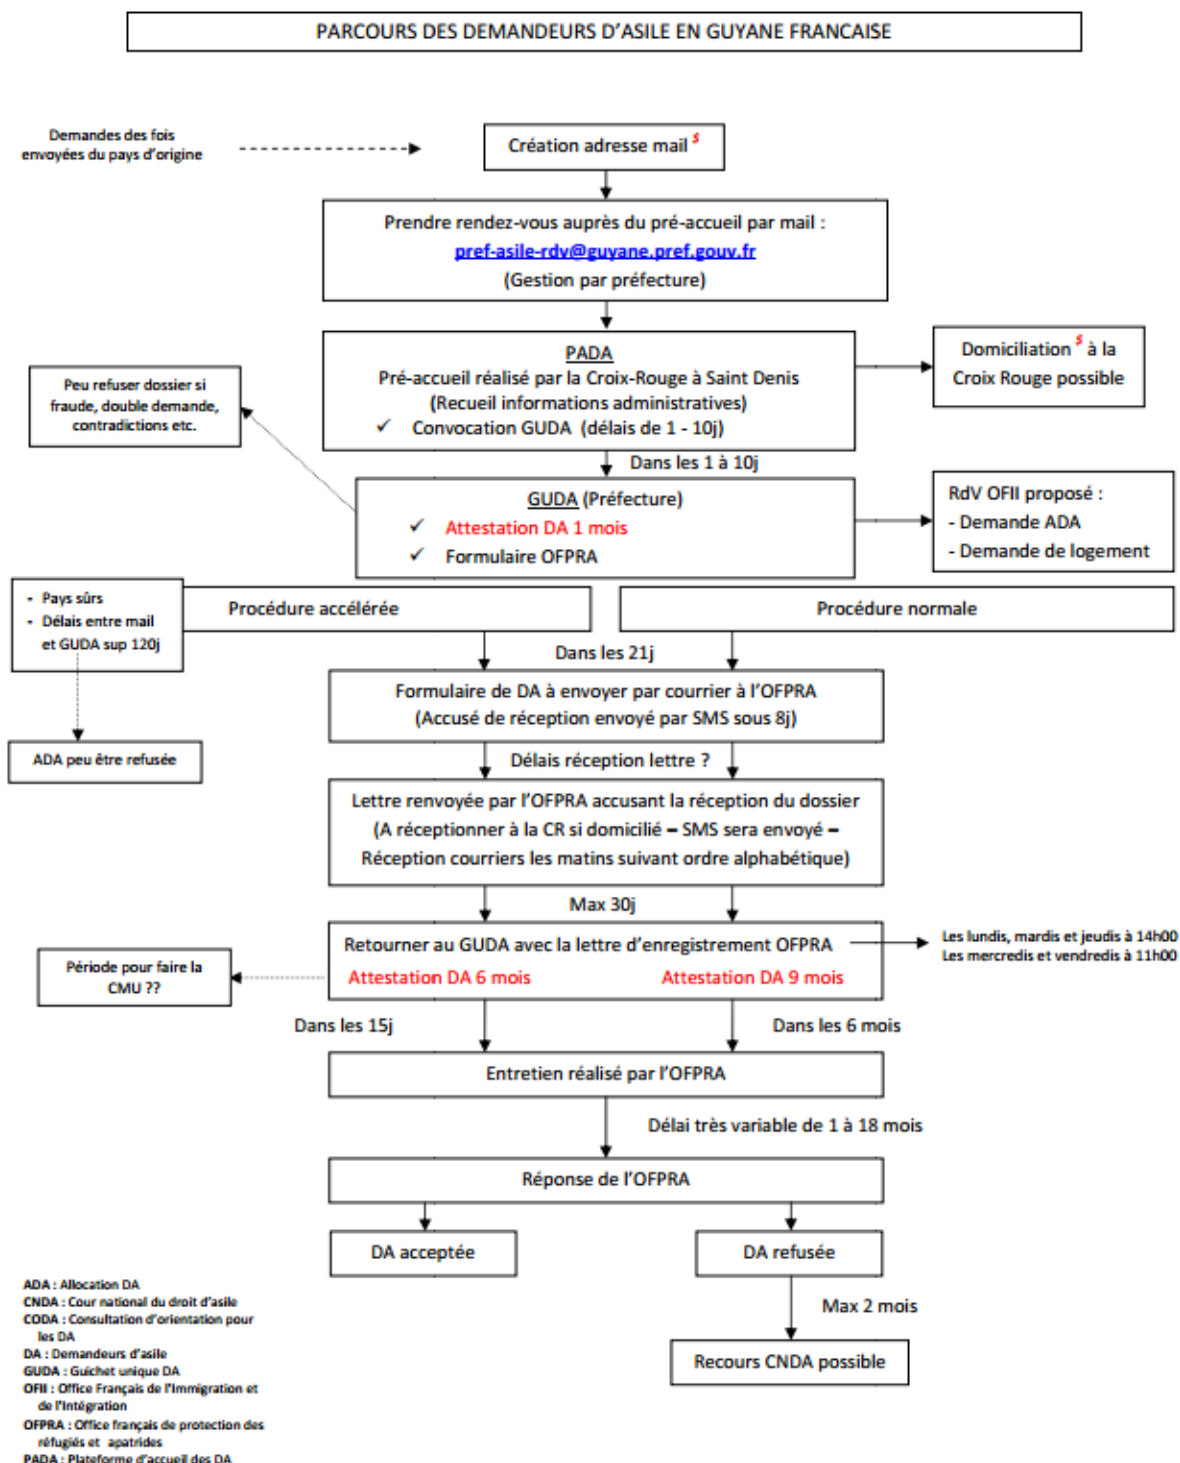 PARCOURS DES DEMANDEURS D'ASILE EN GUYANE FRANCAISE
Demandes des fois
envoyées du pays d'origine
Création adresse mail $
Prendre rendez-vous auprès du pré-accueil par mail :
pref-asile-rdv@guyane.pref.gouv.fr
(Gestion par préfecture)
PADA
Pré-accueil réalisé par la Croix-Rouge à Saint Denis
(Recueil informations administratives)
✓ Convocation GUDA (délais de 1 - 10j)
Domiciliation $ à la
Croix Rouge possible
Peu refuser dossier si
fraude, double demande,
contradictions etc.
Dans les 1 à 10j
GUDA (Préfecture)
✓ Attestation DA 1 mois
✓ Formulaire OFPRA
RdV OFII proposé :
- Demande ADA
- Demande de logement
- Pays sûrs
- Délais entre mail
et GUDA sup 120j
Procédure accélérée
Procédure normale
Dans les 21j
Formulaire de DA à envoyer par courrier à l'OFPRA
(Accusé de réception envoyé par SMS sous 8j)
ADA peu être refusée
Délais réception lettre ?
Lettre renvoyée par l'OFPRA accusant la réception du dossier
(A réceptionner à la CR si domicilié – SMS sera envoyé –
Réception courriers les matins suivant ordre alphabétique)
Max 30j
Retourner au GUDA avec la lettre d'enregistrement OFPRA
Attestation DA 6 mois
Attestation DA 9 mois
Les lundis, mardis et jeudis à 14h00
Les mercredis et vendredis à 11h00
Période pour faire la
CMU ??
Dans les 15j
Dans les 6 mois
Entretien réalisé par l'OFPRA
Délai très variable de 1 à 18 mois
Réponse de l'OFPRA
DA acceptée
DA refusée
Max 2 mois
Recours CNDA possible
ADA : Allocation DA
CNDA : Cour national du droit d'asile
CODA : Consultation d'orientation pour
les DA
DA : Demandeurs d'asile
GUDA : Guichet unique DA
OFII : Office Français de l'Immigration et
de l'Intégration
OFPRA : Office français de protection des
réfugiés et apatrides
PADA : Plateforme d'accueil des DA